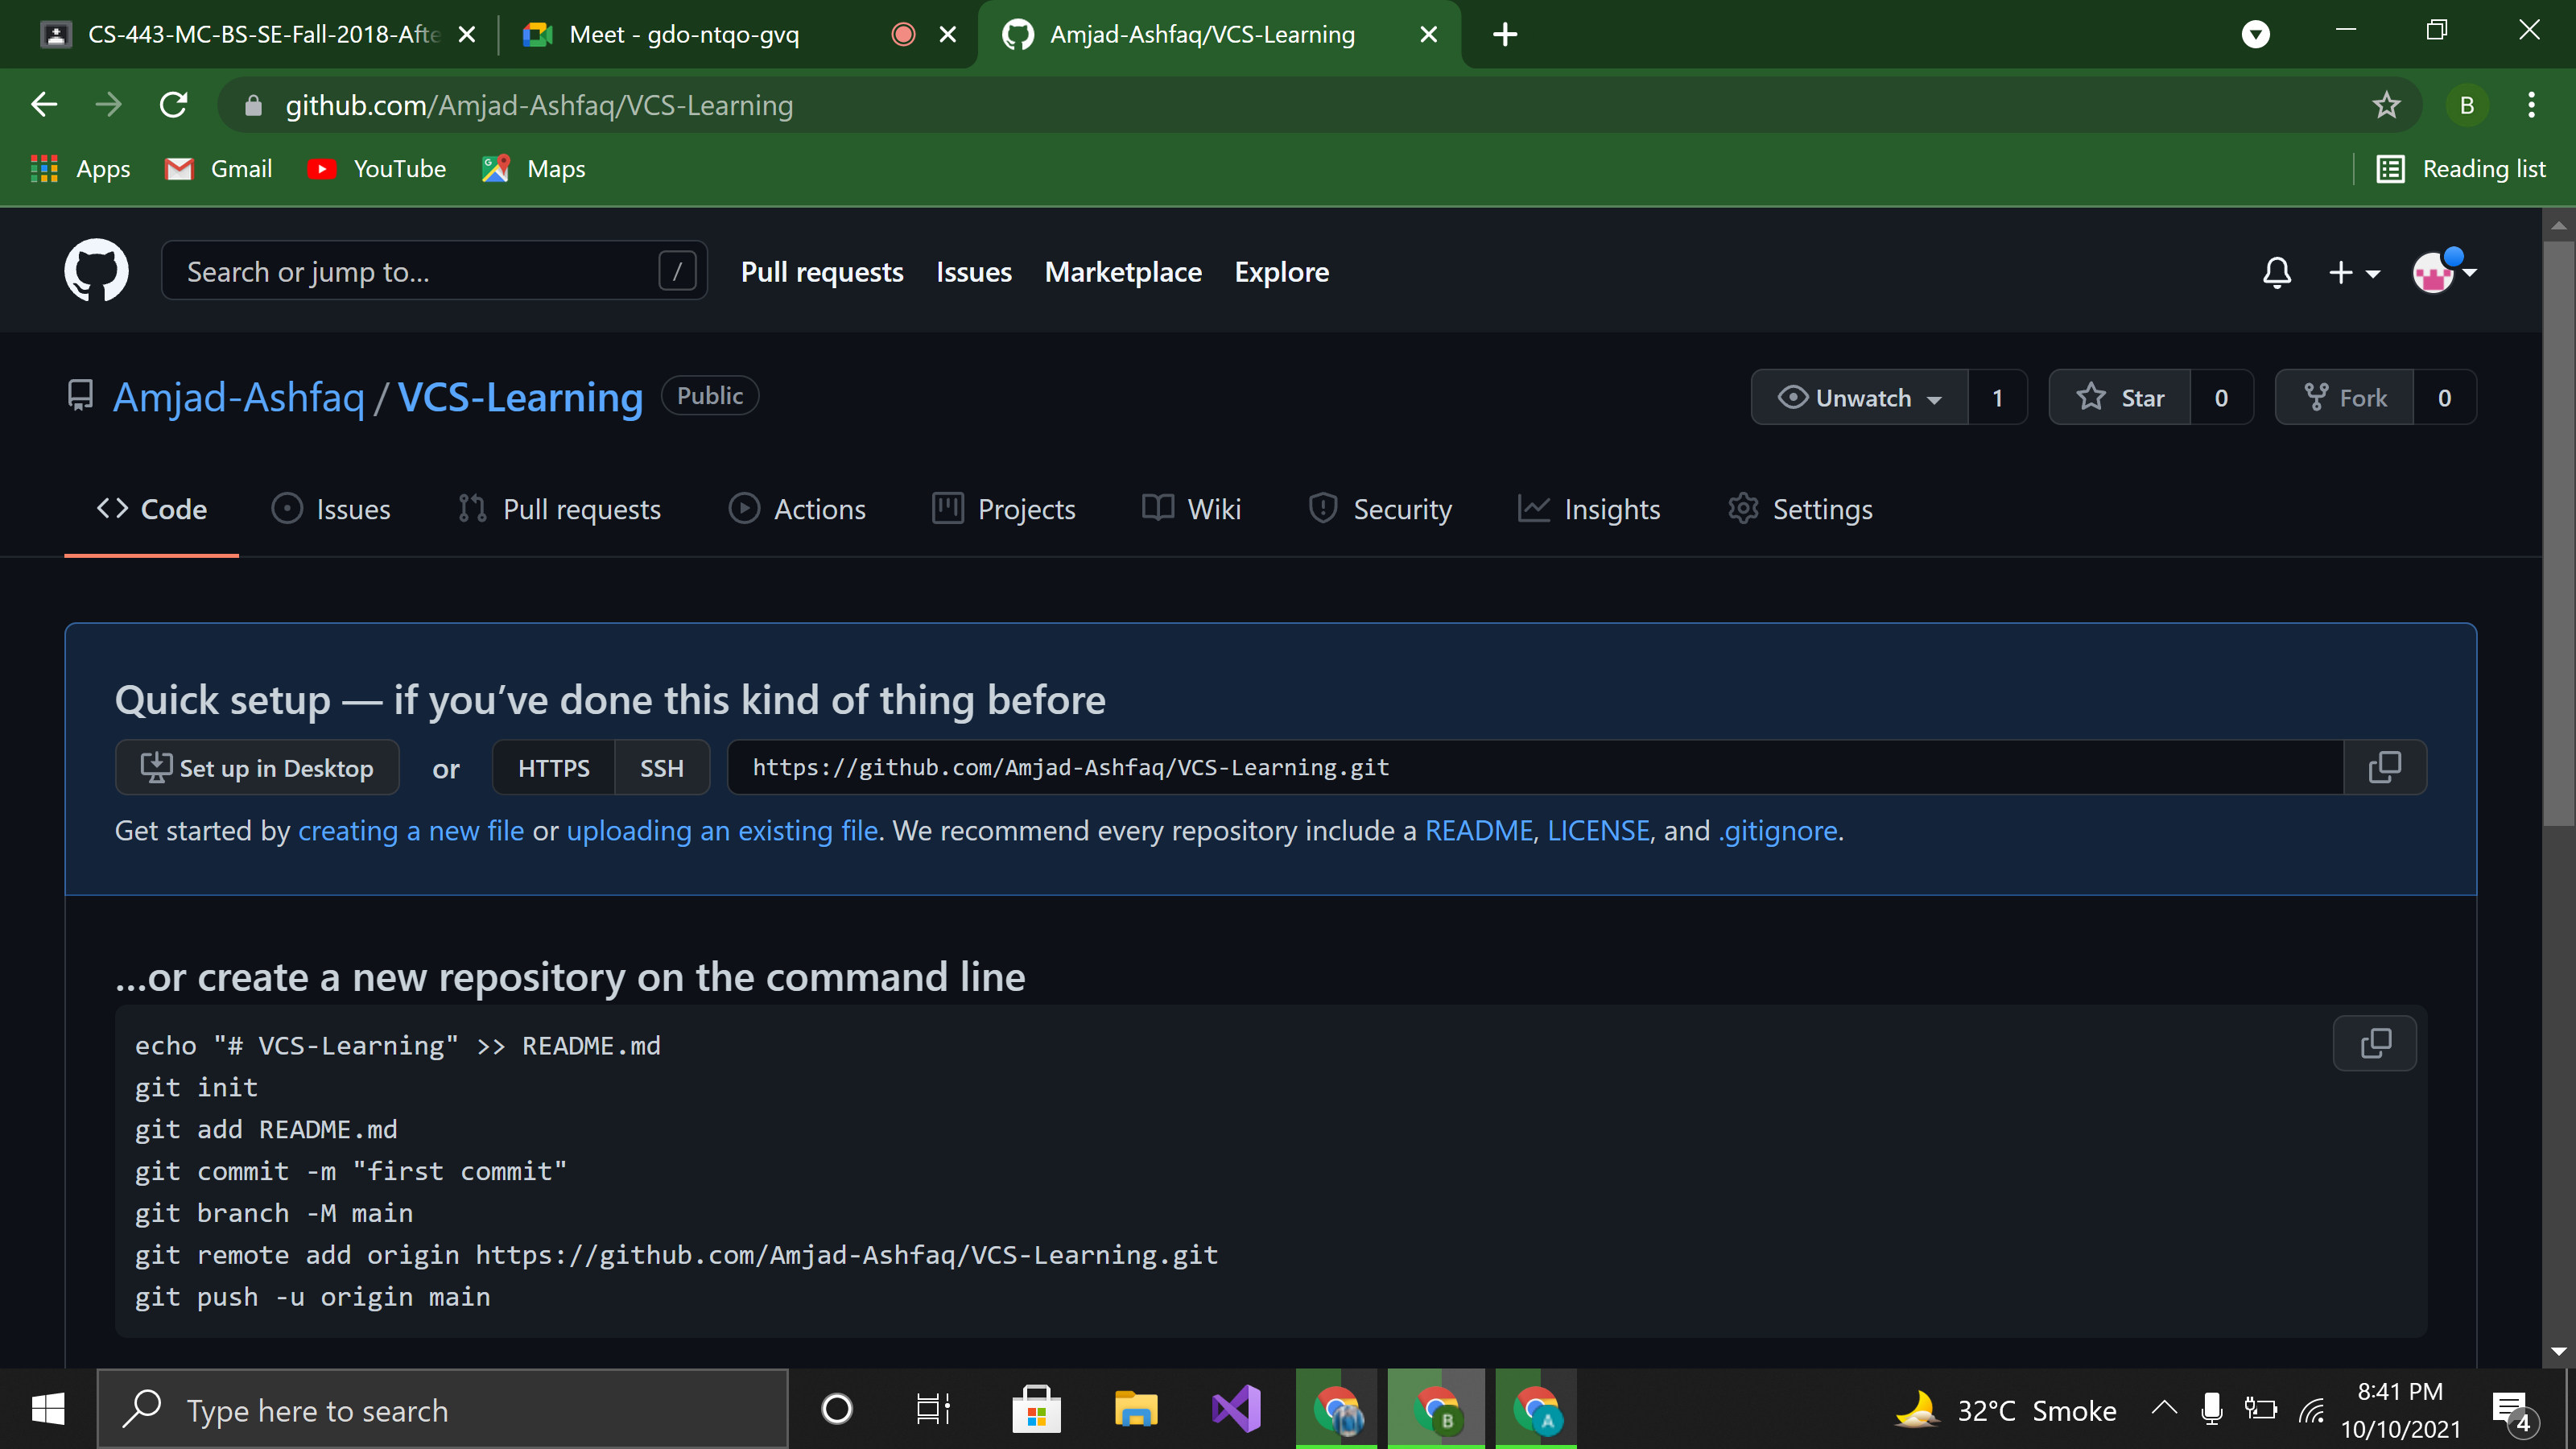 CS-443-MC-BS-SE-Fall-2018-Afte
Meet - gdo-ntqo-gvq
Amjad-Ashfaq/VCS-Learning
github.com/Amjad-Ashfaq/VCS-Learning
B
Apps
Gmail
YouTube
Maps
Reading list
Search or jump to...
/
Pull requests
Issues
Marketplace
Explore
Amjad-Ashfaq / VCS-Learning
Public
Unwatch
1
Star
0
Fork
0
Code
Issues
Pull requests
Actions
Projects
Wiki
Security
Insights
Settings
Quick setup — if you’ve done this kind of thing before
Set up in Desktop
or
HTTPS
SSH
https://github.com/Amjad-Ashfaq/VCS-Learning.git
Get started by creating a new file or uploading an existing file. We recommend every repository include a README, LICENSE, and .gitignore.
…or create a new repository on the command line
echo "# VCS-Learning" >> README.md
git init
git add README.md
git commit -m "first commit"
git branch -M main
git remote add origin https://github.com/Amjad-Ashfaq/VCS-Learning.git
git push -u origin main
Type here to search
B
A
32°C Smoke
8:41 PM
10/10/2021
4